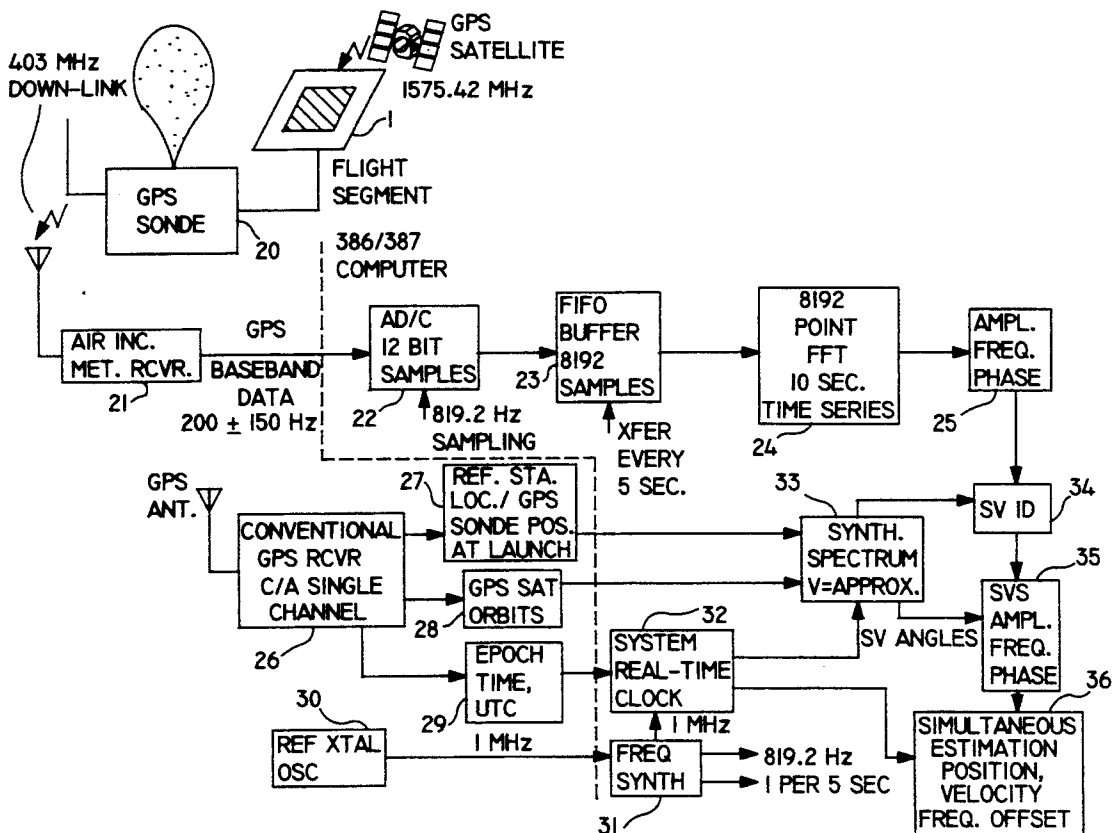 GPS
SATELLITE
1575.42 MHz
403 MHz
DOWN-LINK
1
FLIGHT
SEGMENT
GPS
SONDE
20
386/387
COMPUTER
AIR INC.
MET. RCVR.
21
GPS
BASEBAND
DATA
200 ± 150 Hz
AD/C
12 BIT
SAMPLES
22
819.2 Hz
SAMPLING
FIFO
BUFFER
8192
SAMPLES
23
XFER
EVERY
5 SEC.
8192
POINT
FFT
10 SEC.
TIME SERIES
24
AMPL.
FREQ.
PHASE
25
GPS
ANT.
CONVENTIONAL
GPS RCVR
C/A SINGLE
CHANNEL
26
27
REF. STA.
LOC./ GPS
SONDE POS.
AT LAUNCH
GPS SAT
ORBITS
28
EPOCH
TIME,
UTC
29
30
REF XTAL
OSC
1 MHz
32
SYSTEM
REAL-TIME
CLOCK
1 MHz
FREQ
SYNTH
31
819.2 Hz
1 PER 5 SEC
33
SYNTH.
SPECTRUM
V=APPROX.
SV ANGLES
34
SV ID
35
SVS
AMPL.
FREQ.
PHASE
36
SIMULTANEOUS
ESTIMATION
POSITION,
VELOCITY
FREQ. OFFSET